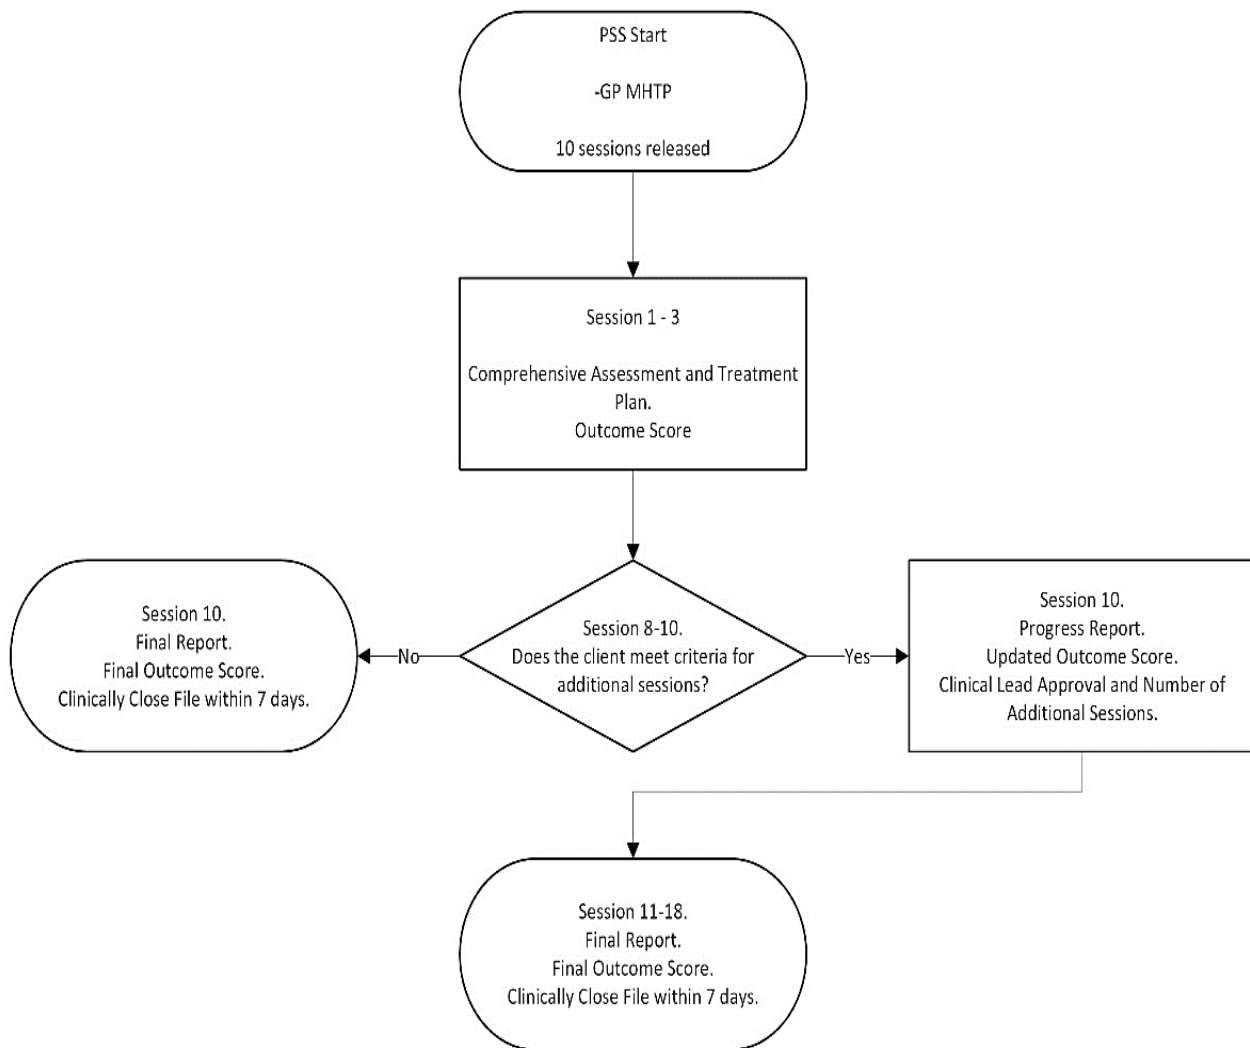 PSS Start
-GP MHTP
10 sessions released
Session 1 - 3
Comprehensive Assessment and Treatment
Plan.
Outcome Score
Session 10.
Final Report.
Final Outcome Score.
Clinically Close File within 7 days.
No
Session 8-10.
Does the client meet criteria for
additional sessions?
Yes
Session 10.
Progress Report.
Updated Outcome Score.
Clinical Lead Approval and Number of
Additional Sessions.
Session 11-18.
Final Report.
Final Outcome Score.
Clinically Close File within 7 days.